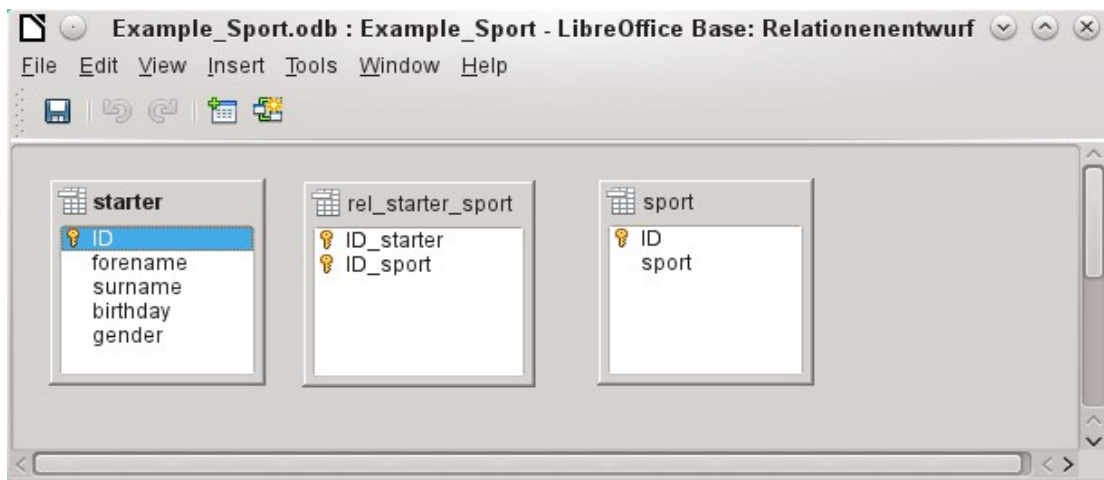 Example_Sport.odb : Example_Sport - LibreOffice Base: Relationenentwurf
File Edit View Insert Tools Window Help
starter
ID
forename
surname
birthday
gender
rel_starter_sport
ID_starter
ID_sport
sport
ID
sport